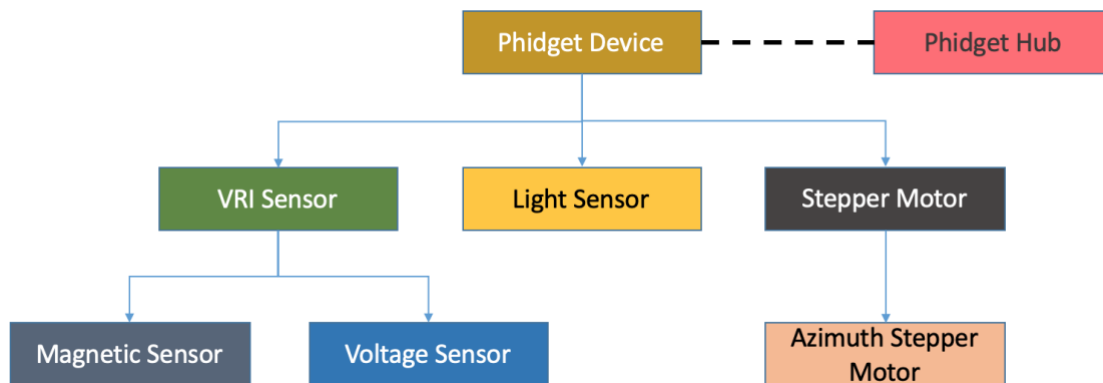 Phidget Device
Phidget Hub
VRI Sensor
Light Sensor
Stepper Motor
Magnetic Sensor
Voltage Sensor
Azimuth Stepper
Motor